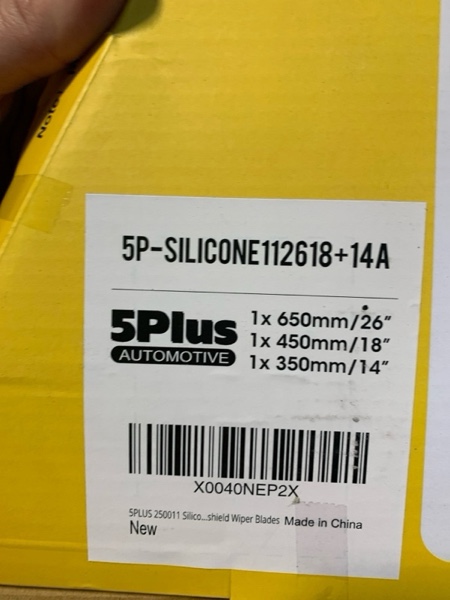 5P-SILICONE112618+14A
5Plus
AUTOMOTIVE
1x 650mm/26"
1x 450mm/18"
1x 350mm/14"
X0040NEP2X
5PLUS 250011 Silico...shield Wiper Blades Made in China
New